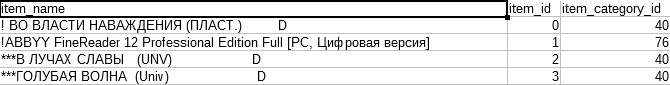 item_name item_id item_category_id
! ВО ВЛАСТИ НАВАЖДЕНИЯ (ПЛАСТ.) D 0 40
!ABBYY FineReader 12 Professional Edition Full [PC, Цифровая версия] 1 76
***В ЛУЧАХ СЛАВЫ (UNV) D 2 40
***ГОЛУБАЯ ВОЛНА (Univ) D 3 40